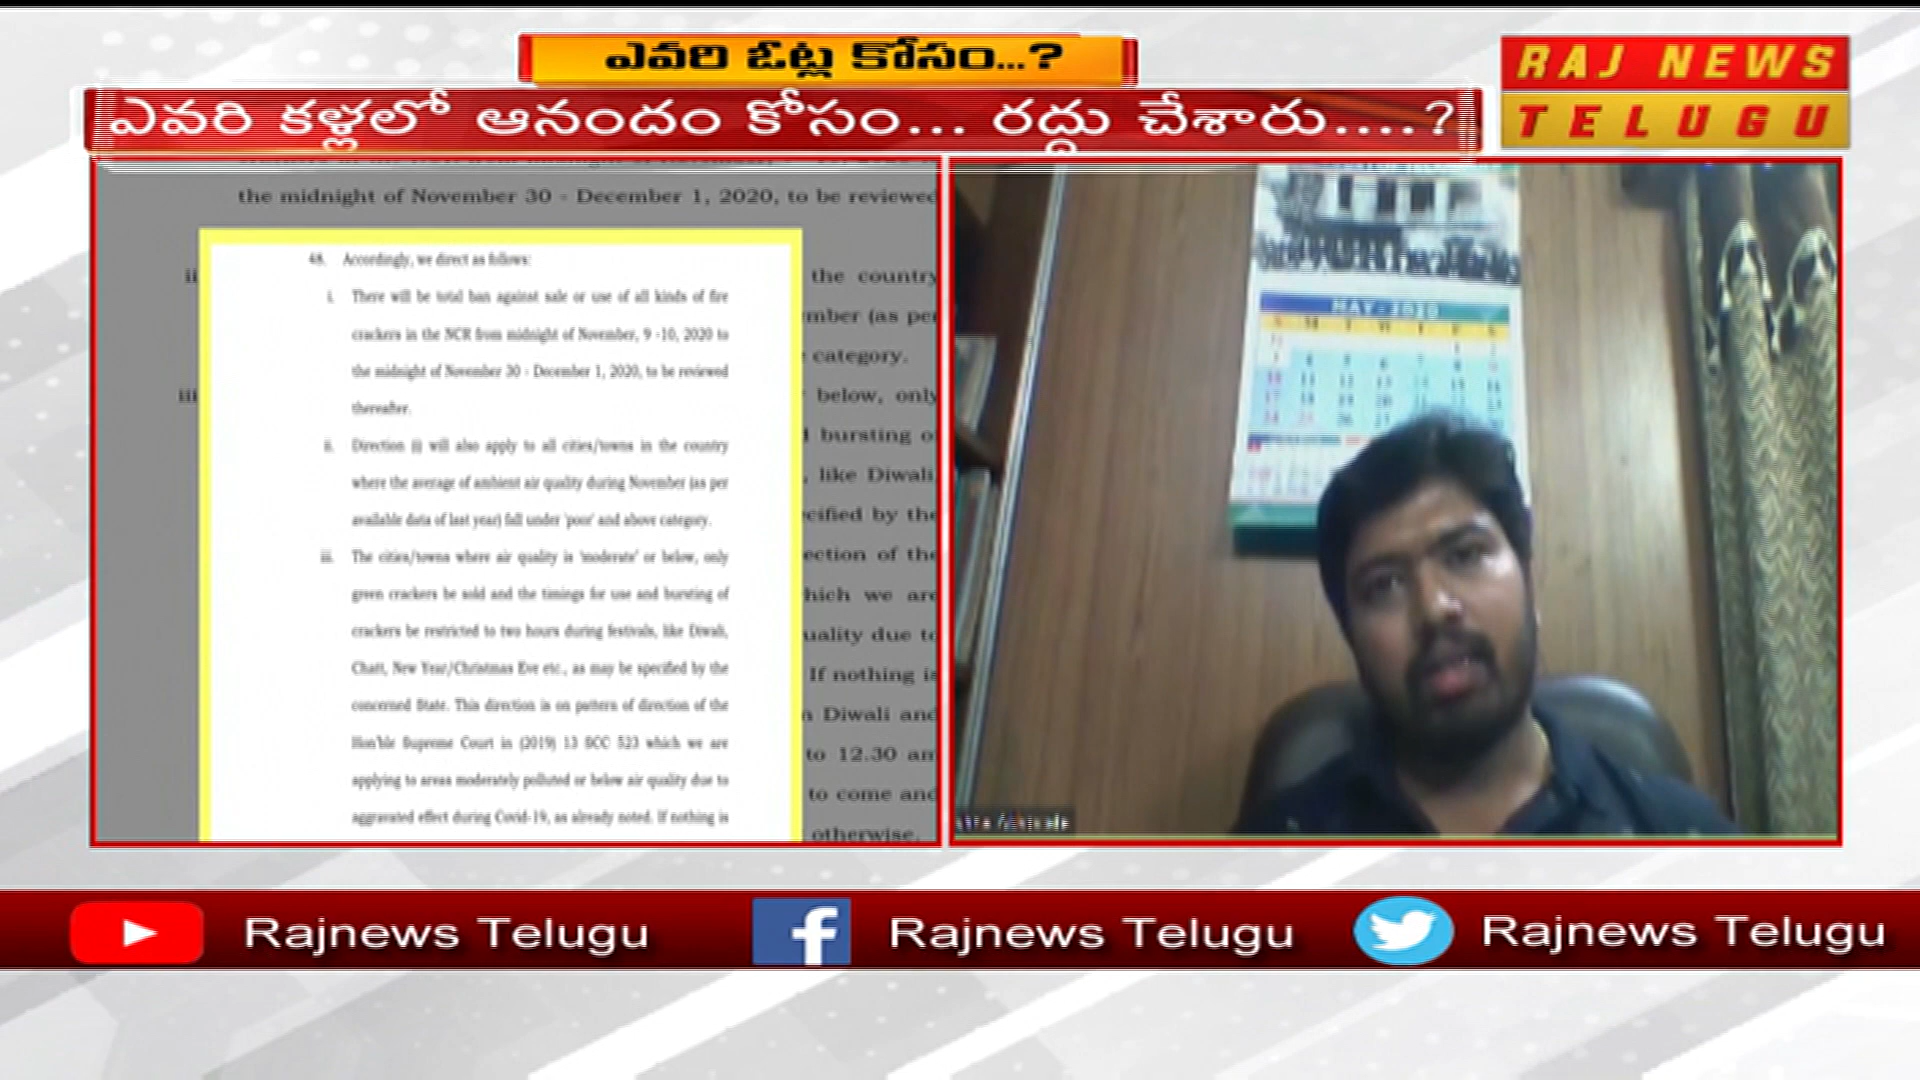 ఎవరి ఓట్ల కోసం...?
ఎవరి కళ్లలో ఆనందం కోసం... రద్దు చేశారు....?
RAJ NEWS
TELUGU
the midnight of November 30 - December 1, 2020, to be reviewed
ii
the country
mber (as per
category.
iii
below, only
bursting of
, like Diwali,
cified by the
ection of the
hich we are
uality due to
If nothing is
n Diwali and
to 12.30 am
to come and
otherwise.
48. Accordingly, we direct as follows:
i. There will be total ban against sale or use of all kinds of fire
crackers in the NCR from midnight of November, 9 -10, 2020 to
the midnight of November 30 - December 1, 2020, to be reviewed
thereafter.
ii. Direction (i) will also apply to all cities/towns in the country
where the average of ambient air quality during November (as per
available data of last year) fall under 'poor' and above category.
iii. The cities/towns where air quality is 'moderate' or below, only
green crackers be sold and the timings for use and bursting of
crackers be restricted to two hours during festivals, like Diwali,
Chatt, New Year/Christmas Eve etc., as may be specified by the
concerned State. This direction is on pattern of direction of the
Hon'ble Supreme Court in (2019) 13 SCC 523 which we are
applying to areas moderately polluted or below air quality due to
aggravated effect during Covid-19, as already noted. If nothing is
MAY - 2020
Rajnews Telugu
Rajnews Telugu
Rajnews Telugu